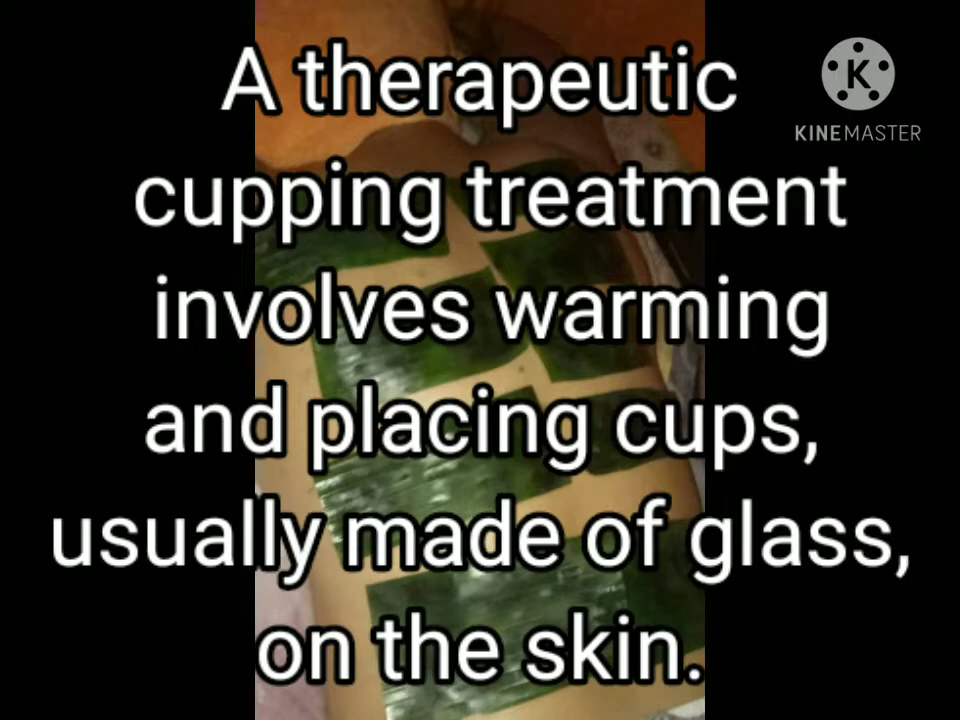 A therapeutic
KINEMASTER
cupping treatment
involves warming
and placing cups,
usually made of glass,
on the skin.